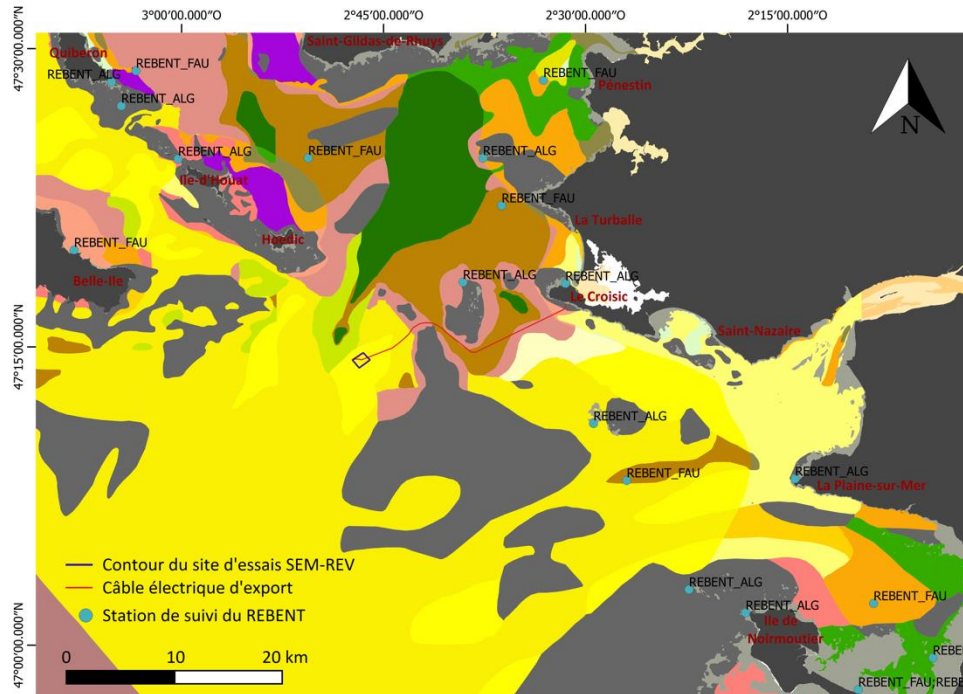 3°00'00.000"O
2°45'00.000"O
2°30'00.000"O
2°15'00.000"O
47°30'00.000"N
47°15'00.000"N
47°00'00.000"N
Quiberon
REBENT_FAU
REBENT_ALG
REBENT_ALG
Saint-Gildas-de-Rhuys
REBENT_FAU
Pénestin
N
REBENT_ALG
Ile-d'Houat
REBENT_FAU
REBENT_ALG
REBENT_FAU
La Turballe
Hoëdic
REBENT_FAU
Belle-Ile
REBENT_ALG
REBENT_ALG
Le Croisic
Saint-Nazaire
REBENT_ALG
REBENT_FAU
REBENT_ALG
La Plaine-sur-Mer
Contour du site d'essais SEM-REV
Câble électrique d'export
Station de suivi du REBENT
REBENT_ALG
REBENT_ALG
REBENT_FAU
Ile de
Noirmoutier
0 10 20 km
REBE
REBENT_FAU;REBE